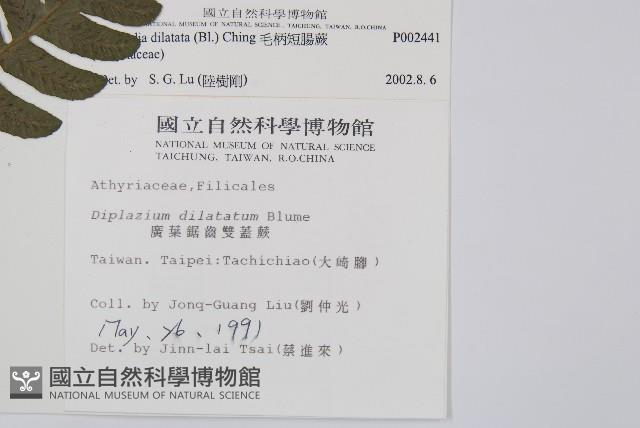 國立自然科學博物館
NATIONAL MUSEUM OF NATURAL SCIENCE, TAICHUNG, TAIWAN, R.O.CHINA
dilatata (Bl.) Ching 毛柄短腸蕨 P002441
Det. by S. G. Lu (陸樹剛) 2002.8.6
國立自然科學博物館
NATIONAL MUSEUM OF NATURAL SCIENCE
TAICHUNG, TAIWAN, R.O.CHINA
Athyriaceae,Filicales
Diplazium dilatatum Blume
廣葉鋸齒雙蓋蕨
Taiwan. Taipei:Tachichiao(大崎腳)
Coll. by Jonq-Guang Liu(劉仲光)
May, 26, 1991
Det. by Jinn-lai Tsai(蔡進來)
國立自然科學博物館
NATIONAL MUSEUM OF NATURAL SCIENCE